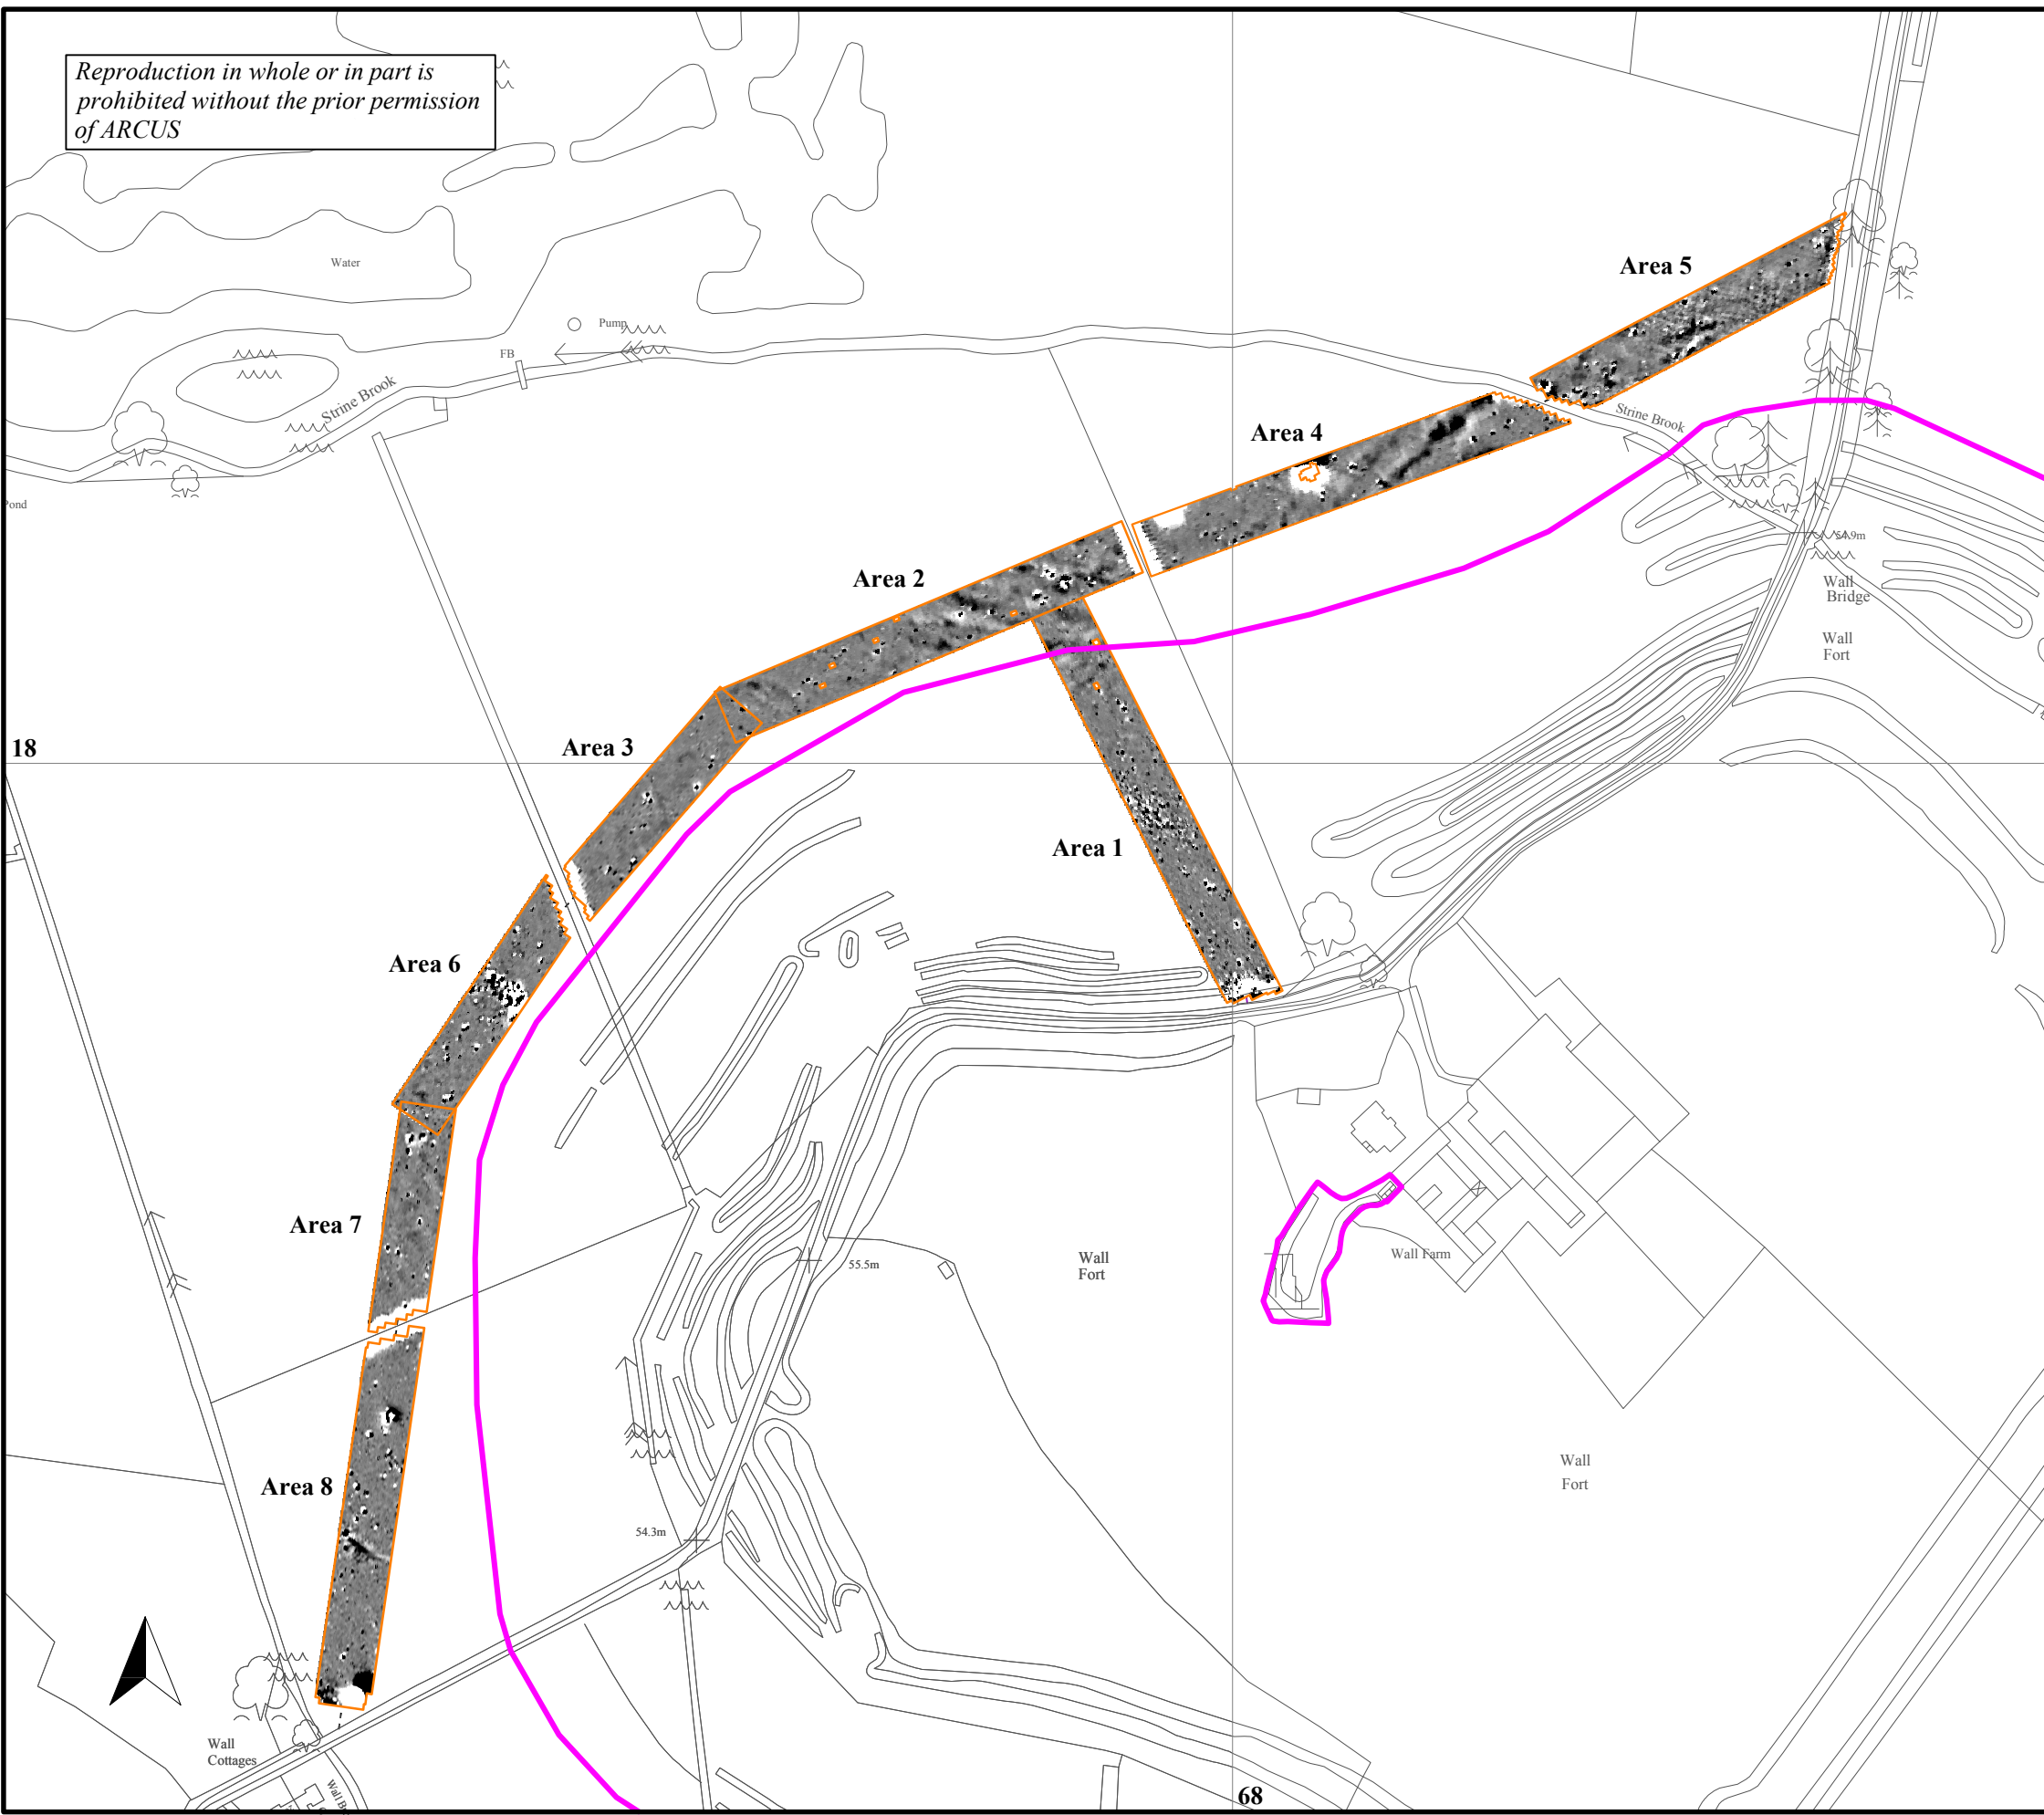 Reproduction in whole or in part is
prohibited without the prior permission
of ARCUS
Water
Pump
FB
Strine Brook
Pond
Area 5
Area 4
Strine Brook
54.9m
Wall
Bridge
Wall
Fort
Area 2
Area 3
18
Area 1
Area 6
Area 7
Wall
Fort
55.5m
Wall Farm
Area 8
Wall
Fort
54.3m
Wall
Cottages
68